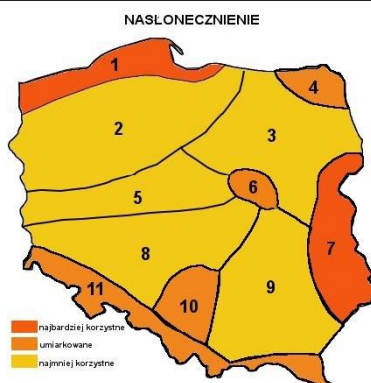 NASŁONECZNIENIE
1
4
2
3
6
5
7
8
9
11
10
najbardziej korzystne
umiarkowane
najmniej korzystne